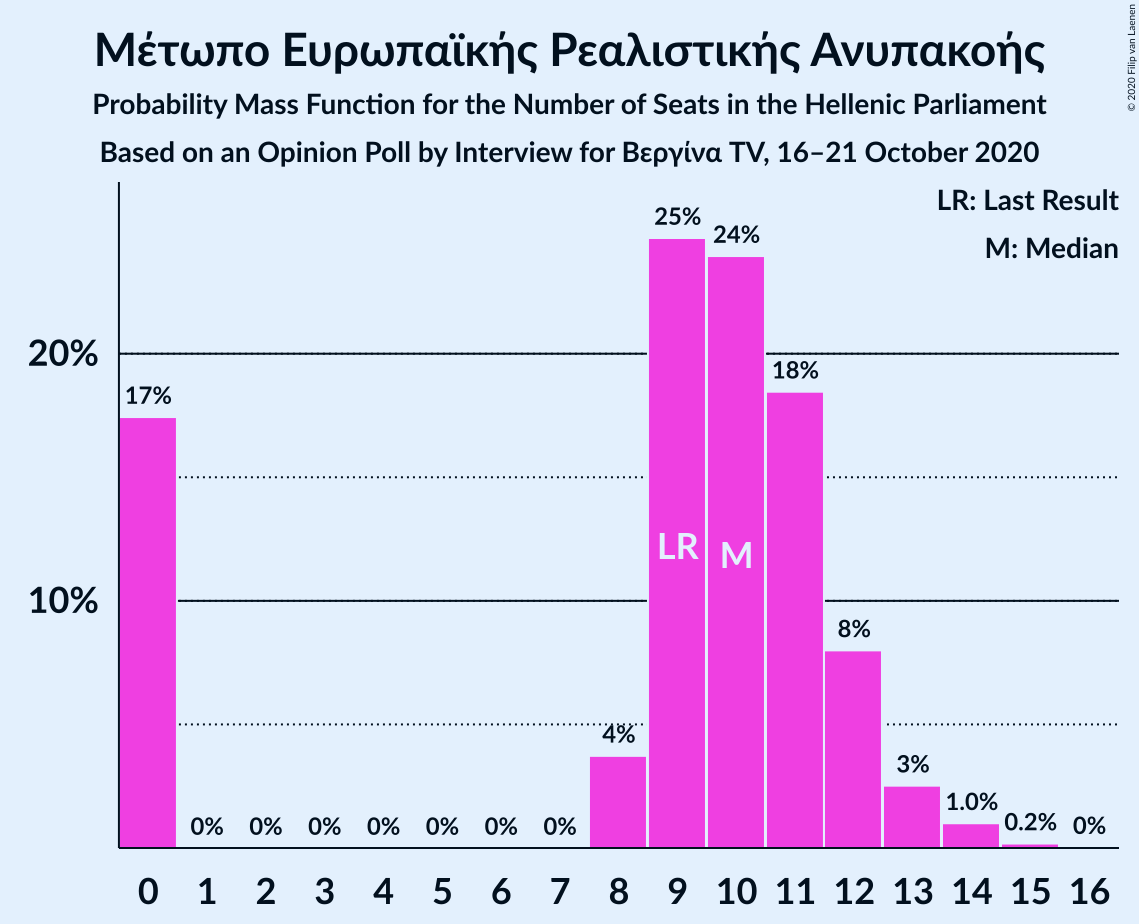 Μέτωπο Ευρωπαϊκής Ρεαλιστικής Ανυπακοής
Probability Mass Function for the Number of Seats in the Hellenic Parliament
Based on an Opinion Poll by Interview for Βεργίνα TV, 16–21 October 2020
© 2020 Filip van Laenen
LR: Last Result
M: Median
25%
24%
20%
18%
17%
LR
M
10%
8%
4%
3%
1.0%
0% 0% 0% 0% 0% 0% 0% 0.2% 0%
0 1 2 3 4 5 6 7 8 9 10 11 12 13 14 15 16